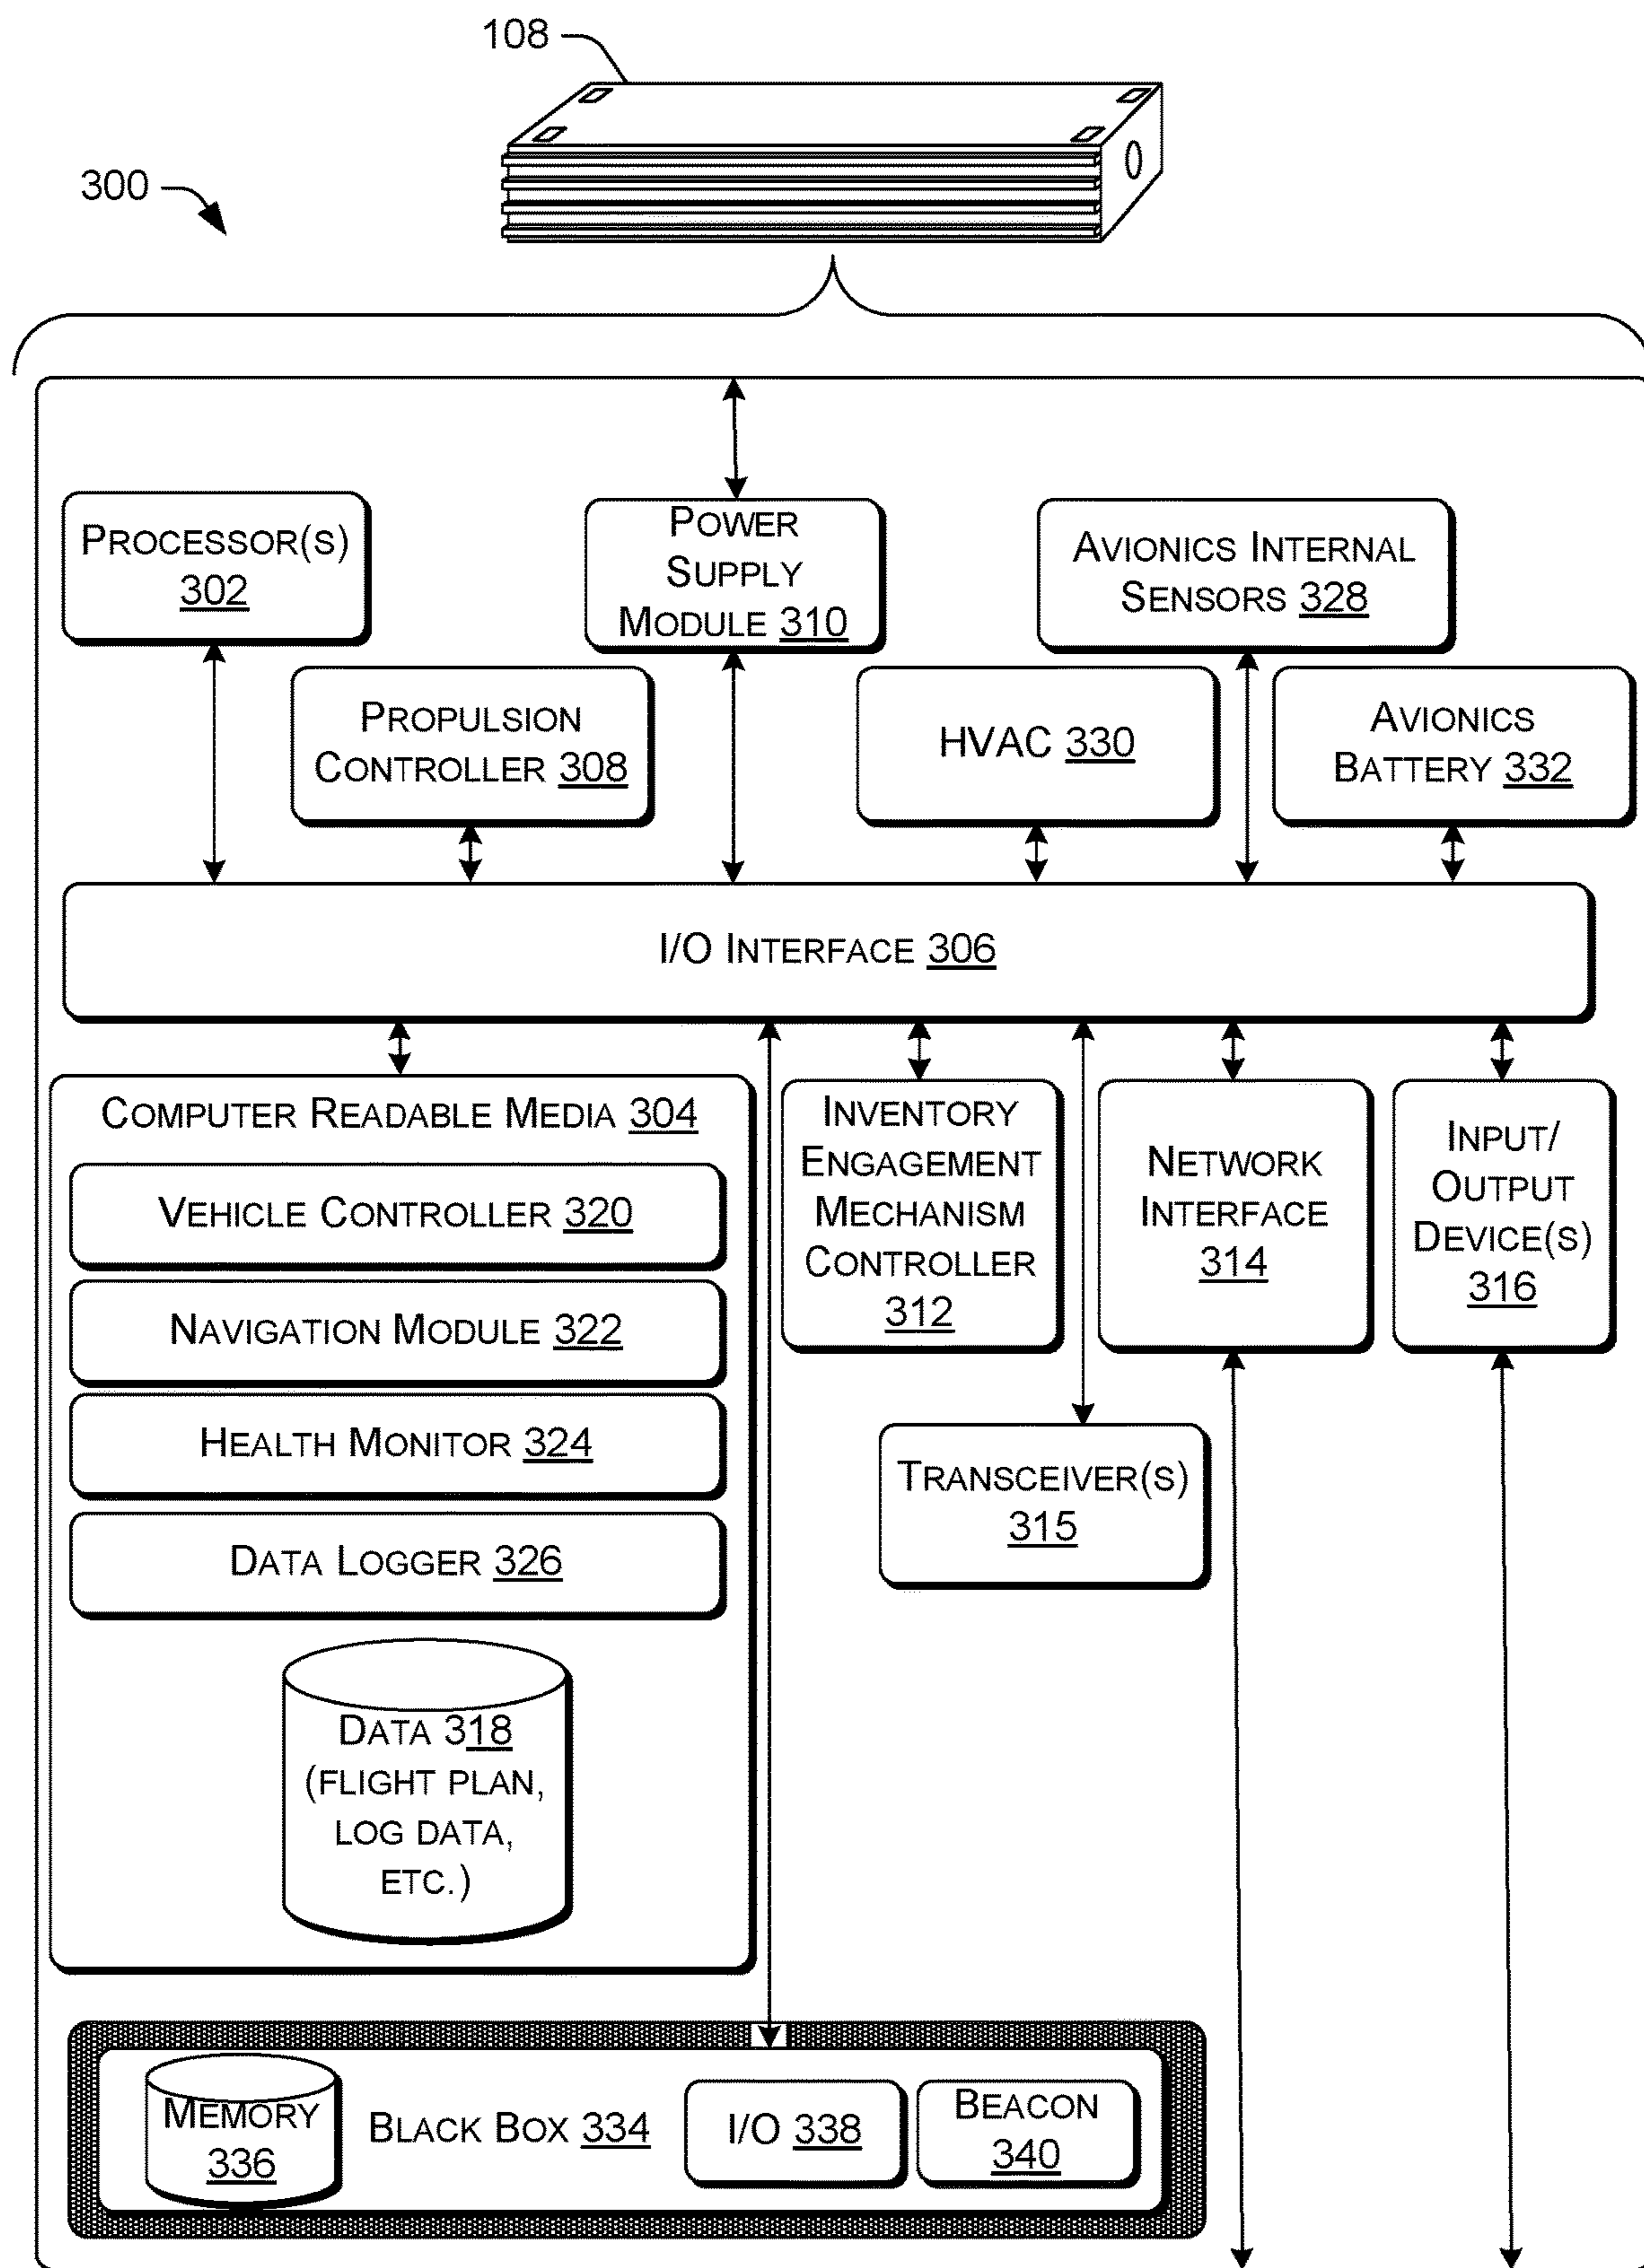 108
300
PROCESSOR(S)
302
POWER
SUPPLY
MODULE 310
AVIONICS INTERNAL
SENSORS 328
PROPULSION
CONTROLLER 308
HVAC 330
AVIONICS
BATTERY 332
I/O INTERFACE 306
COMPUTER READABLE MEDIA 304
VEHICLE CONTROLLER 320
NAVIGATION MODULE 322
HEALTH MONITOR 324
DATA LOGGER 326
DATA 318
(FLIGHT PLAN,
LOG DATA,
ETC.)
INVENTORY
ENGAGEMENT
MECHANISM
CONTROLLER
312
NETWORK
INTERFACE
314
INPUT/
OUTPUT
DEVICE(S)
316
TRANSCEIVER(S)
315
MEMORY
336
BLACK BOX 334
I/O 338
BEACON
340